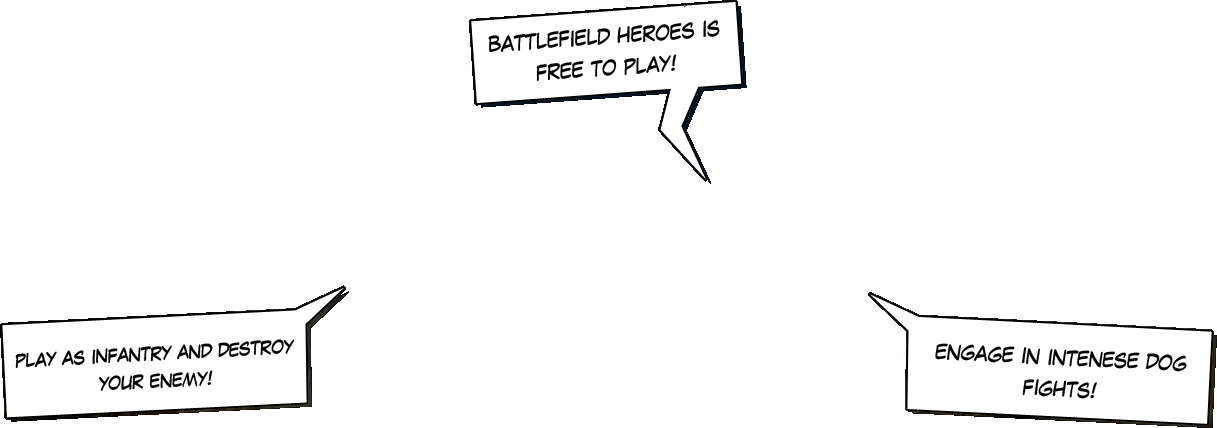 BATTLEFIELD HEROES IS
FREE TO PLAY!
PLAY AS INFANTRY AND DESTROY
YOUR ENEMY!
ENGAGE IN INTENESE DOG
FIGHTS!